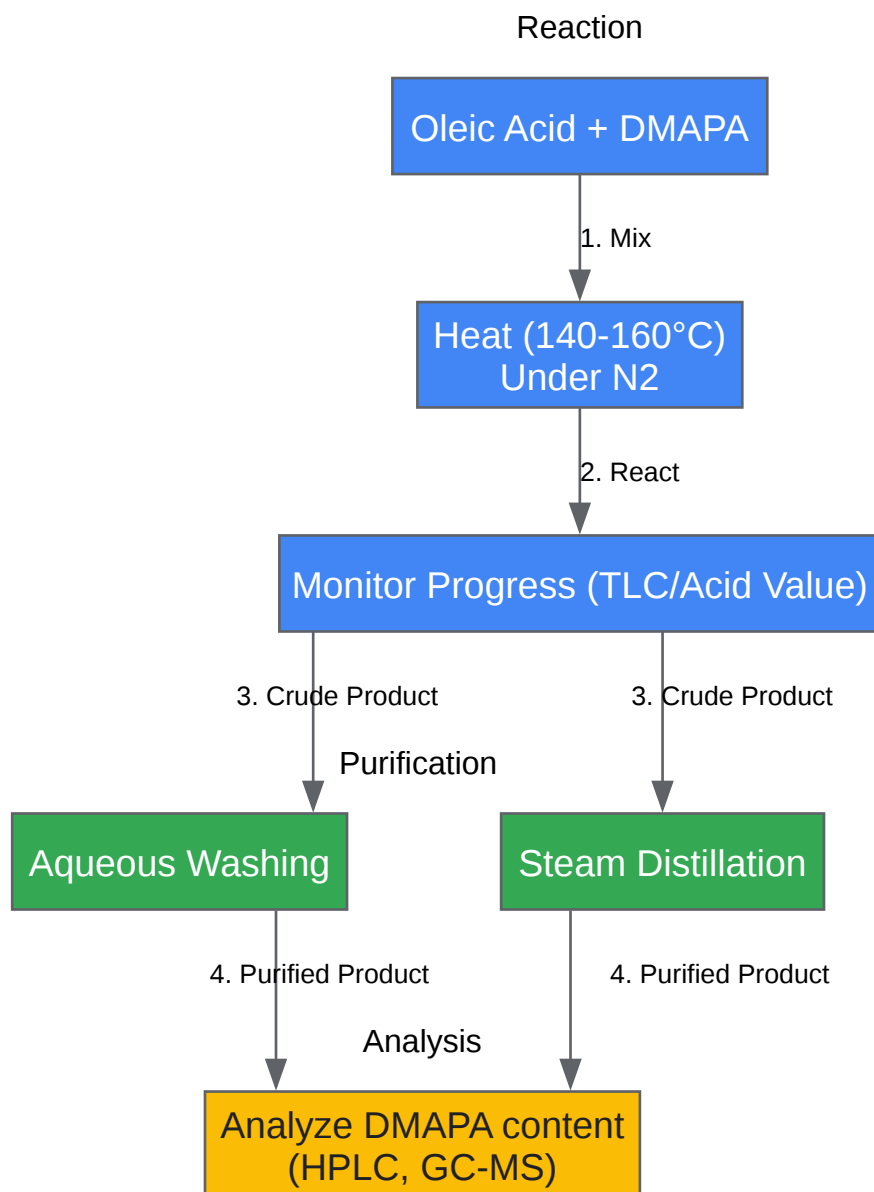 Reaction
Oleic Acid + DMAPA
1. Mix
Heat (140-160°C)
Under N2
2. React
Monitor Progress (TLC/Acid Value)
3. Crude Product
3. Crude Product
Purification
Aqueous Washing
Steam Distillation
4. Purified Product
4. Purified Product
Analysis
Analyze DMAPA content
(HPLC, GC-MS)